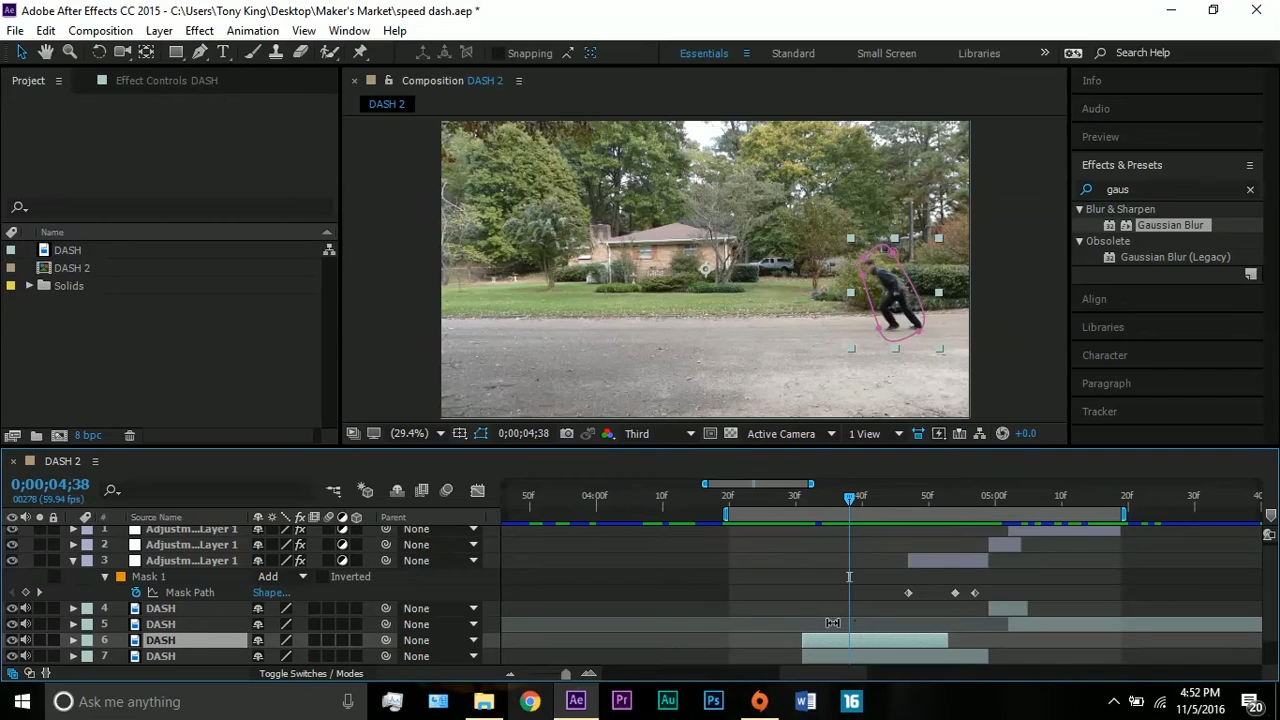 Adobe After Effects CC 2015 - C:\Users\Tony King\Desktop\Maker's Market\speed dash.aep *
File Edit Composition Layer Effect Animation View Window Help
Snapping Essentials Standard Small Screen Libraries Search Help
Project Effect Controls DASH Composition DASH 2 Info
DASH 2
Audio
Preview
Effects & Presets
gaus
Name
Blur & Sharpen
Gaussian Blur
DASH
Obsolete
Gaussian Blur (Legacy)
DASH 2
Solids
Align
Libraries
Character
Paragraph
Tracker
8 bpc (29.4%) 0;00;04;38 Third Active Camera 1 View +0.0
DASH 2
0;00;04;38
00278 (59.94 fps)
50f 04:00f 10f 20f 30f 40f 50f 05:00f 10f 20f 30f 40
# Source Name Parent
1 Adjustm...Layer 1 None
2 Adjustm...Layer 1 None
3 Adjustm...Layer 1 None
Mask 1 Add Inverted
Mask Path Shape...
4 DASH None
5 DASH None
6 DASH None
7 DASH None
Toggle Switches / Modes
Ask me anything
Ae Pr Au Ps 16
4:52 PM
11/5/2016
20